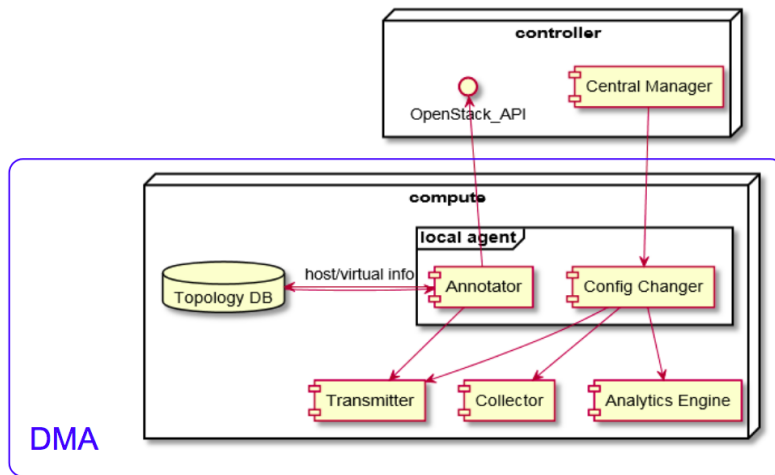 controller
Central Manager
OpenStack_API
compute
local agent
host/virtual info
Topology DB
Annotator
Config Changer
Transmitter
Collector
Analytics Engine
DMA